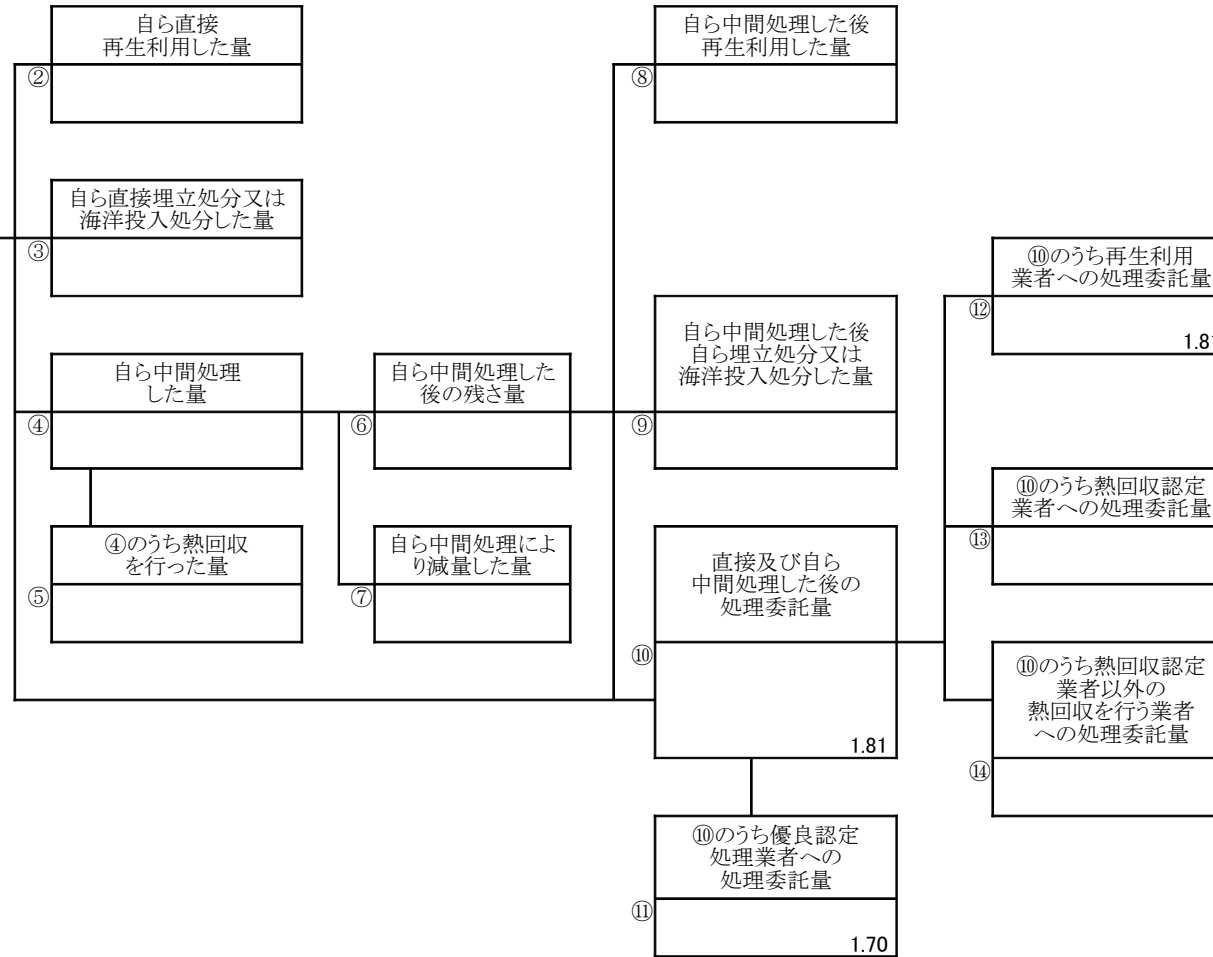 自ら直接
再生利用した量
②
自ら直接埋立処分又は
海洋投入処分した量
③
自ら中間処理
した量
④
④のうち熱回収
を行った量
⑤
自ら中間処理した
後の残さ量
⑥
自ら中間処理によ
り減量した量
⑦
自ら中間処理した後
再生利用した量
⑧
自ら中間処理した後
自ら埋立処分又は
海洋投入処分した量
⑨
直接及び自ら
中間処理した後の
処理委託量
⑩
1.81
⑩のうち優良認定
処理業者への
処理委託量
⑪
1.70
⑩のうち再生利用
業者への処理委託量
⑫
1.81
⑩のうち熱回収認定
業者への処理委託量
⑬
⑩のうち熱回収認定
業者以外の
熱回収を行う業者
への処理委託量
⑭